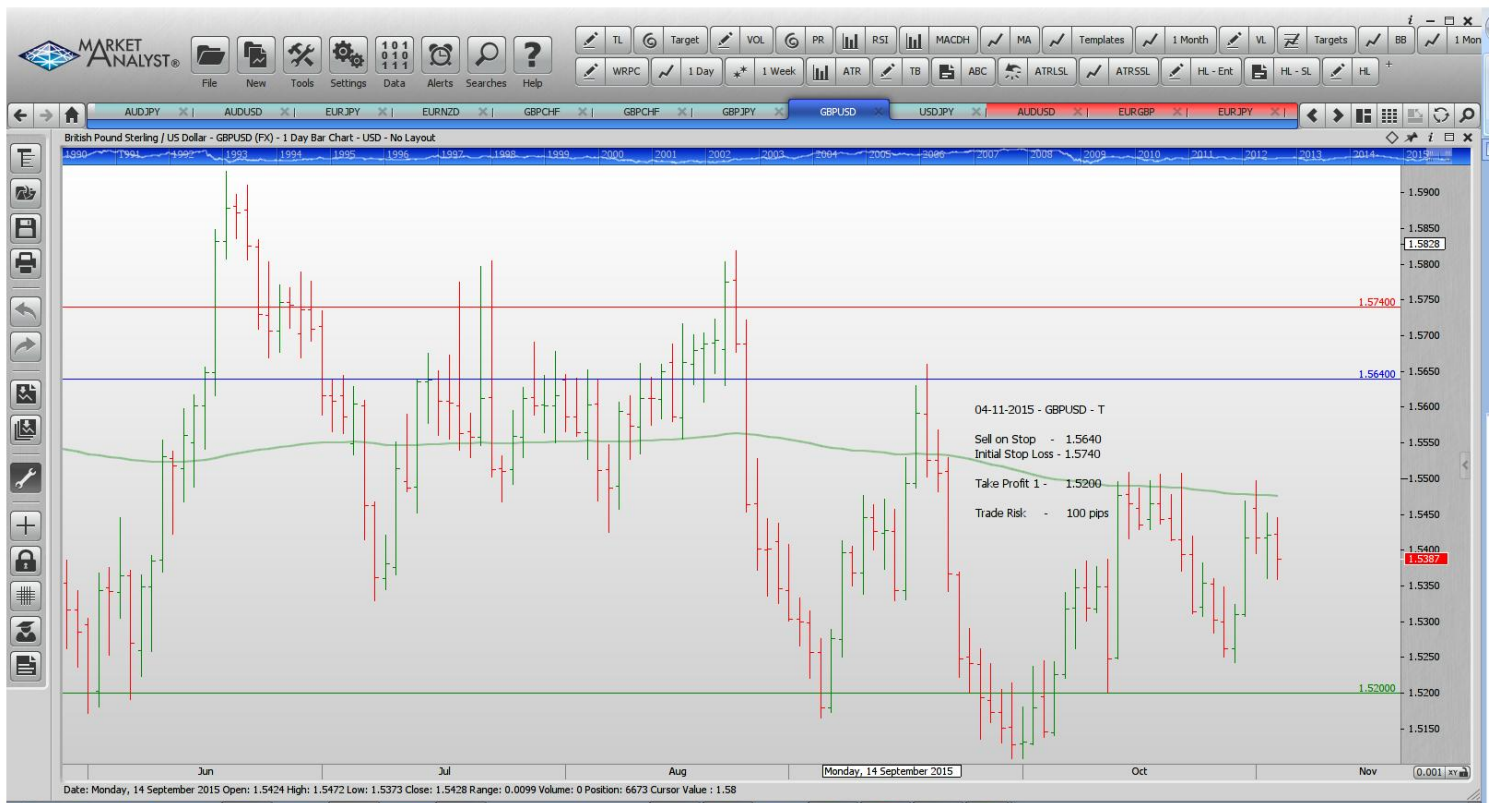 i
MARKET
ANALYST®
File New Tools Settings Data Alerts Searches Help
101
010
111
TL Target VOL PR RSI MACDH MA Templates 1 Month VL Targets BB 1 Mon
WRPC 1 Day 1 Week ATR TB ABC ATRLSL ATRSSL HL - Ent HL - SL HL +
AUDJPY AUDUSD EURJPY EURNZD GBPCHF GBPCHF GBPJPY GBPUSD USDJPY AUDUSD EURGBP EURJPY
British Pound Sterling / US Dollar - GBPUSD (FX) - 1 Day Bar Chart - USD - No Layout
1990 1991 1992 1993 1994 1995 1996 1997 1998 1999 2000 2001 2002 2003 2004 2005 2006 2007 2008 2009 2010 2011 2012 2013 2014 2015
1.5900
1.5850
1.5828
1.5800
1.5750
1.57400
1.5700
1.5650
1.56400
1.5600
1.5550
1.5500
1.5450
1.5400
1.5387
1.5350
1.5300
1.5250
1.5200
1.52000
1.5150
04-11-2015 - GBPUSD - T
Sell on Stop - 1.5640
Initial Stop Loss - 1.5740
Take Profit 1 - 1.5200
Trade Risk - 100 pips
Jun Jul Aug Monday, 14 September 2015 Oct Nov 0.001 XY
Date: Monday, 14 September 2015 Open: 1.5424 High: 1.5472 Low: 1.5373 Close: 1.5428 Range: 0.0099 Volume: 0 Position: 6673 Cursor Value : 1.58